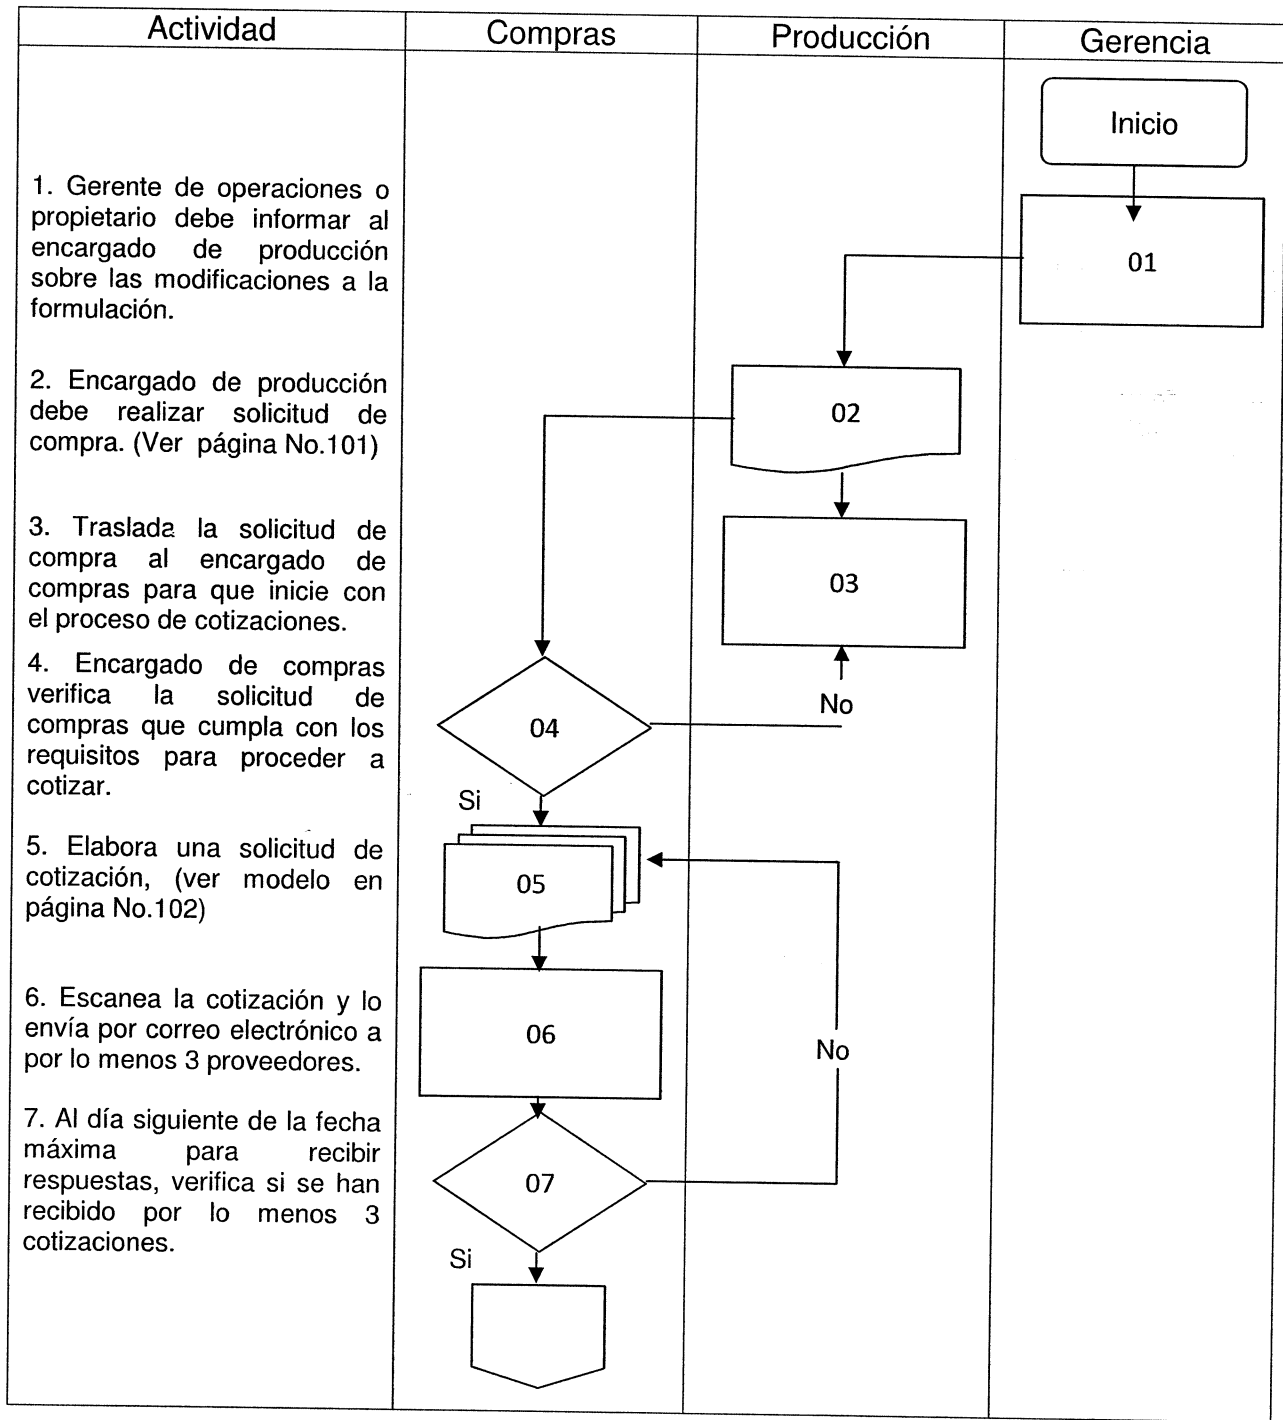 Actividad
Compras
Producción
Gerencia
Inicio
1. Gerente de operaciones o
propietario debe informar al
encargado de producción
sobre las modificaciones a la
formulación.
01
2. Encargado de producción
debe realizar solicitud de
compra. (Ver página No.101)
02
3. Traslada la solicitud de
compra al encargado de
compras para que inicie con
el proceso de cotizaciones.
03
4. Encargado de compras
verifica la solicitud de
compras que cumpla con los
requisitos para proceder a
cotizar.
04
No
Si
5. Elabora una solicitud de
cotización, (ver modelo en
página No.102)
05
6. Escanea la cotización y lo
envía por correo electrónico a
por lo menos 3 proveedores.
06
No
7. Al día siguiente de la fecha
máxima para recibir
respuestas, verifica si se han
recibido por lo menos 3
cotizaciones.
07
Si